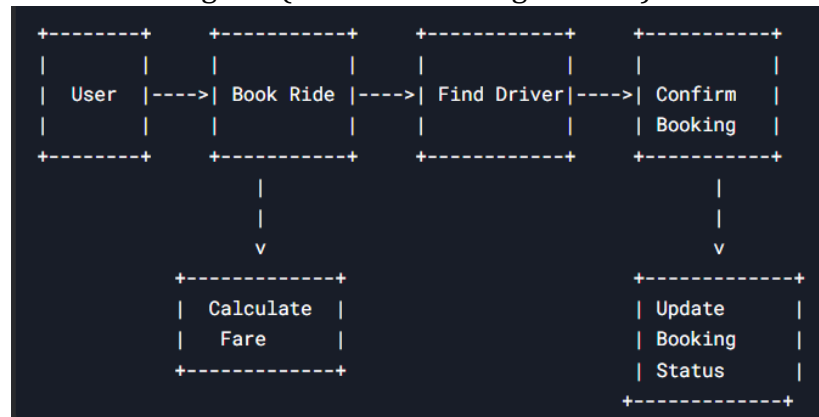 User
Book Ride
Find Driver
Confirm
Booking
Calculate
Fare
Update
Booking
Status